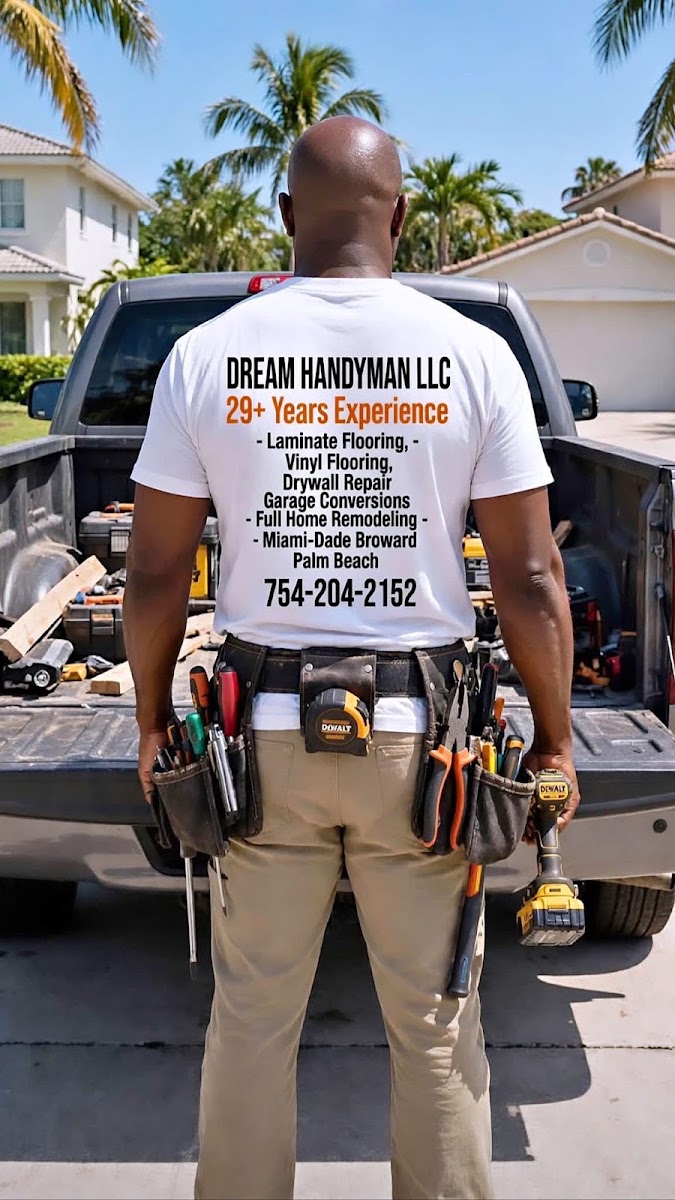 DREAM HANDYMAN LLC
29+ Years Experience
- Laminate Flooring, -
Vinyl Flooring,
Drywall Repair
Garage Conversions
- Full Home Remodeling -
- Miami-Dade Broward
Palm Beach
754-204-2152
DEWALT
DEWALT